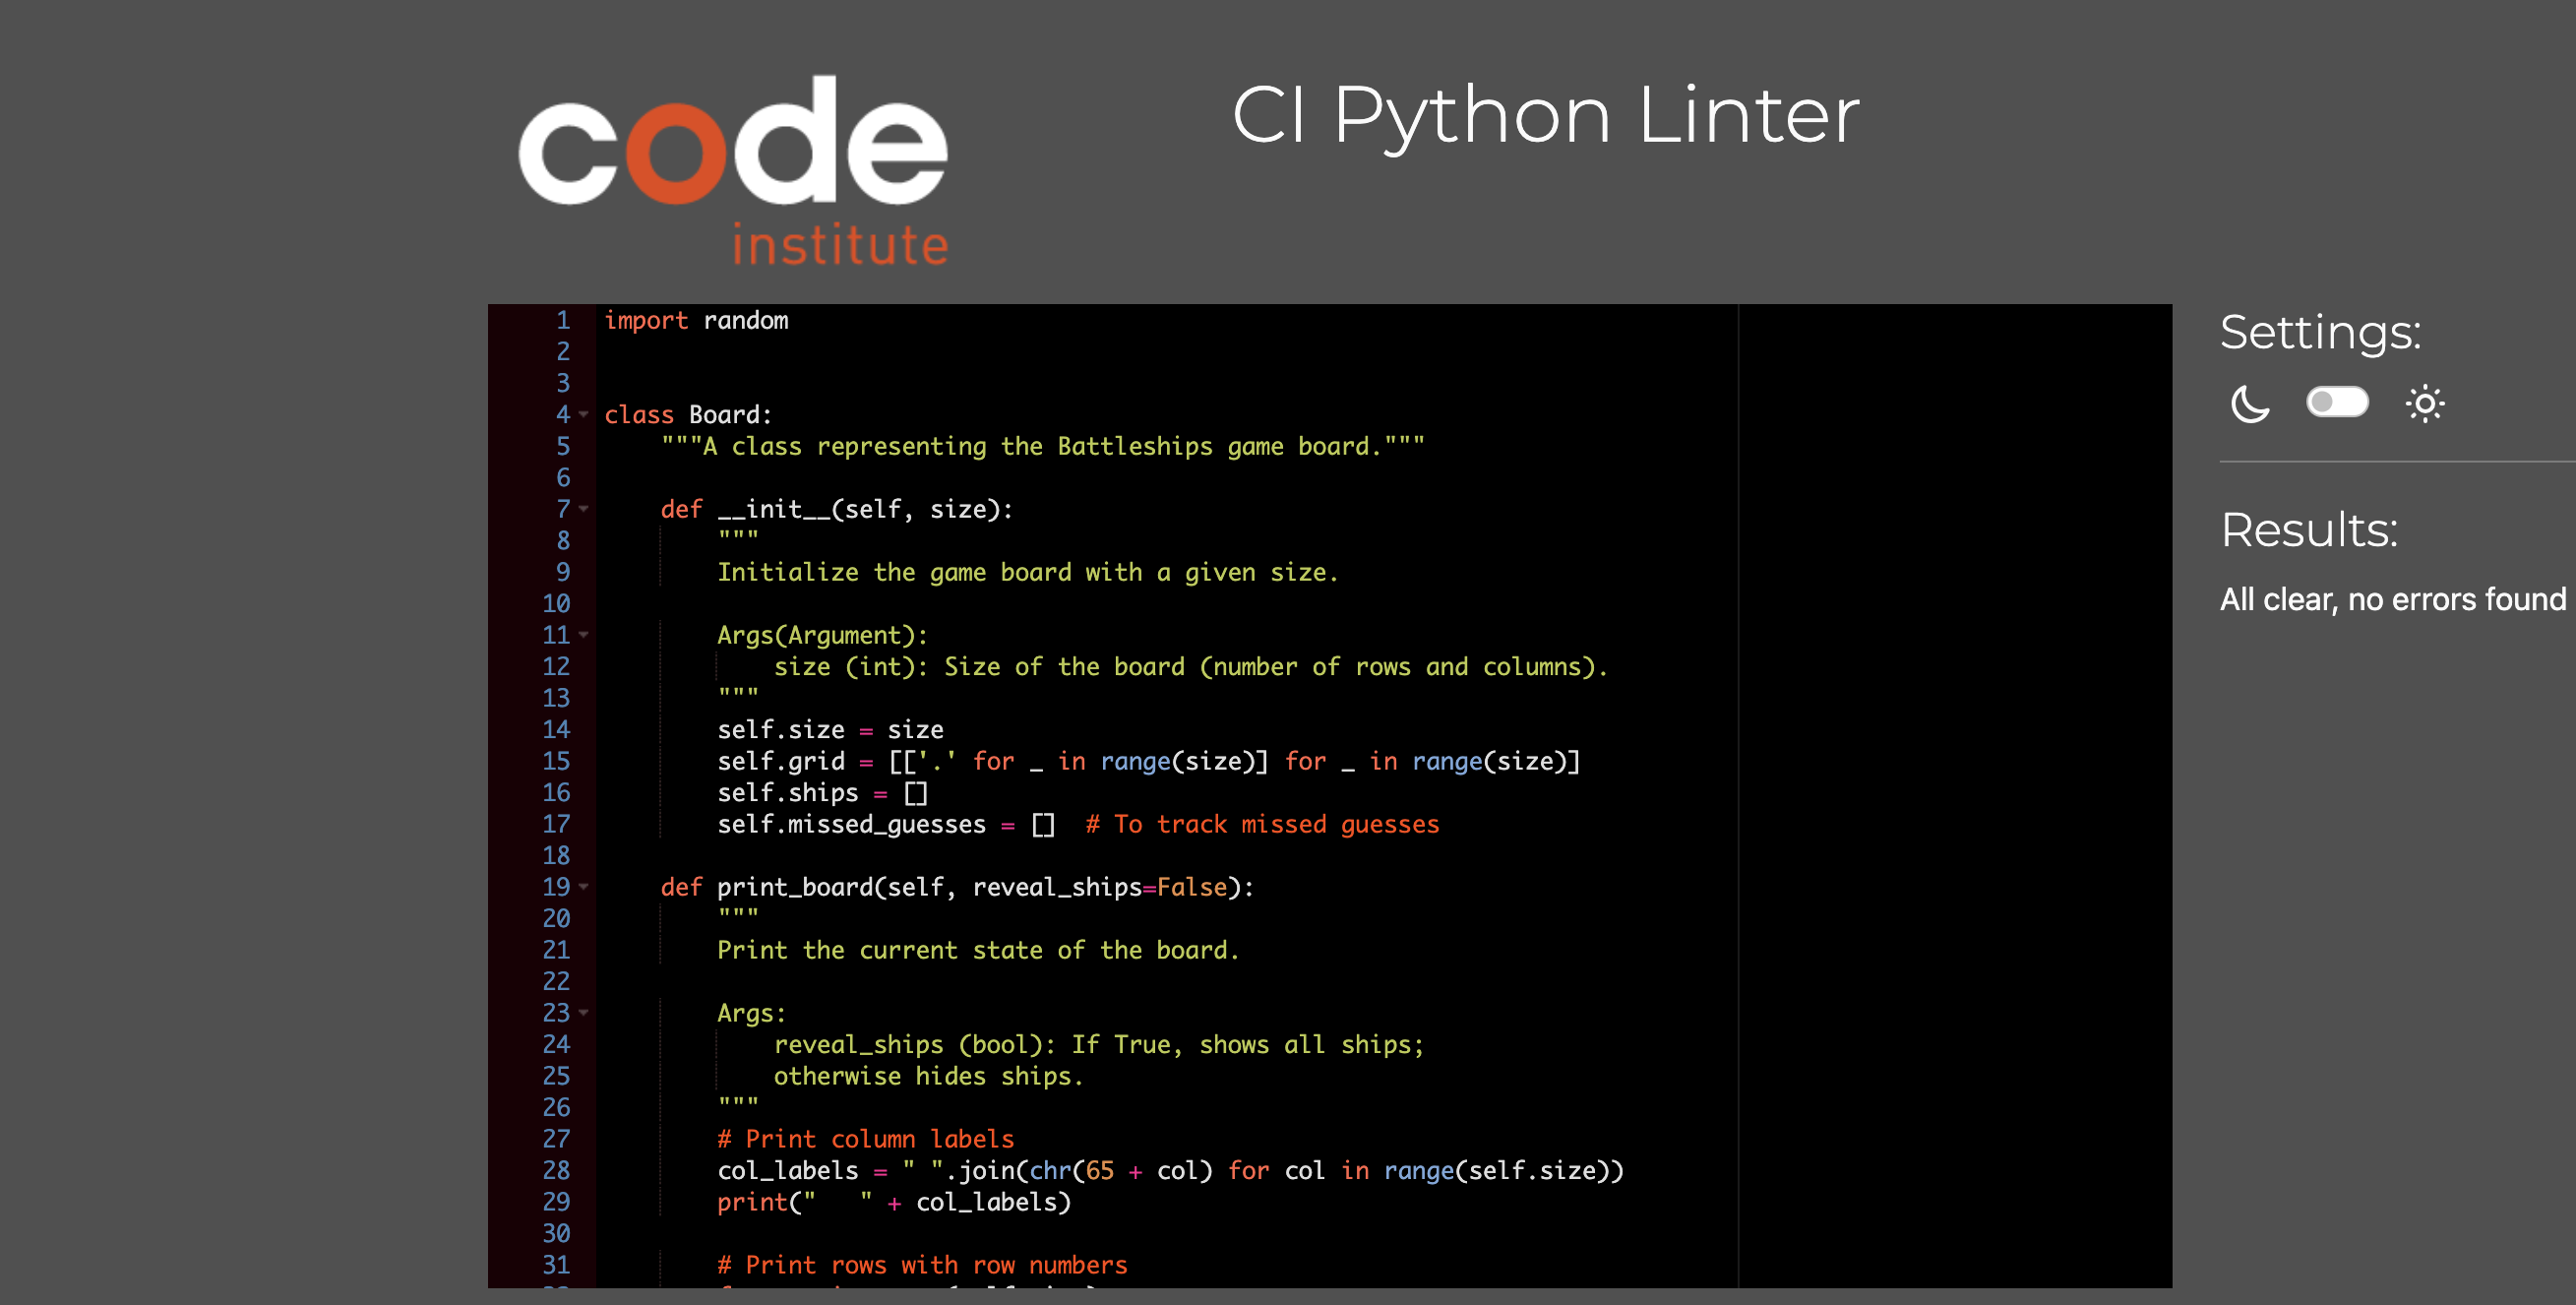 code
institute
CI Python Linter
1 import random
2
3
4 class Board:
5     """A class representing the Battleships game board."""
6
7     def __init__(self, size):
8         """
9         Initialize the game board with a given size.
10
11         Args(Argument):
12             size (int): Size of the board (number of rows and columns).
13         """
14         self.size = size
15         self.grid = [['.' for _ in range(size)] for _ in range(size)]
16         self.ships = []
17         self.missed_guesses = []  # To track missed guesses
18
19     def print_board(self, reveal_ships=False):
20         """
21         Print the current state of the board.
22
23         Args:
24             reveal_ships (bool): If True, shows all ships;
25             otherwise hides ships.
26         """
27         # Print column labels
28         col_labels = " ".join(chr(65 + col) for col in range(self.size))
29         print("   " + col_labels)
30
31         # Print rows with row numbers
Settings:
Results:
All clear, no errors found